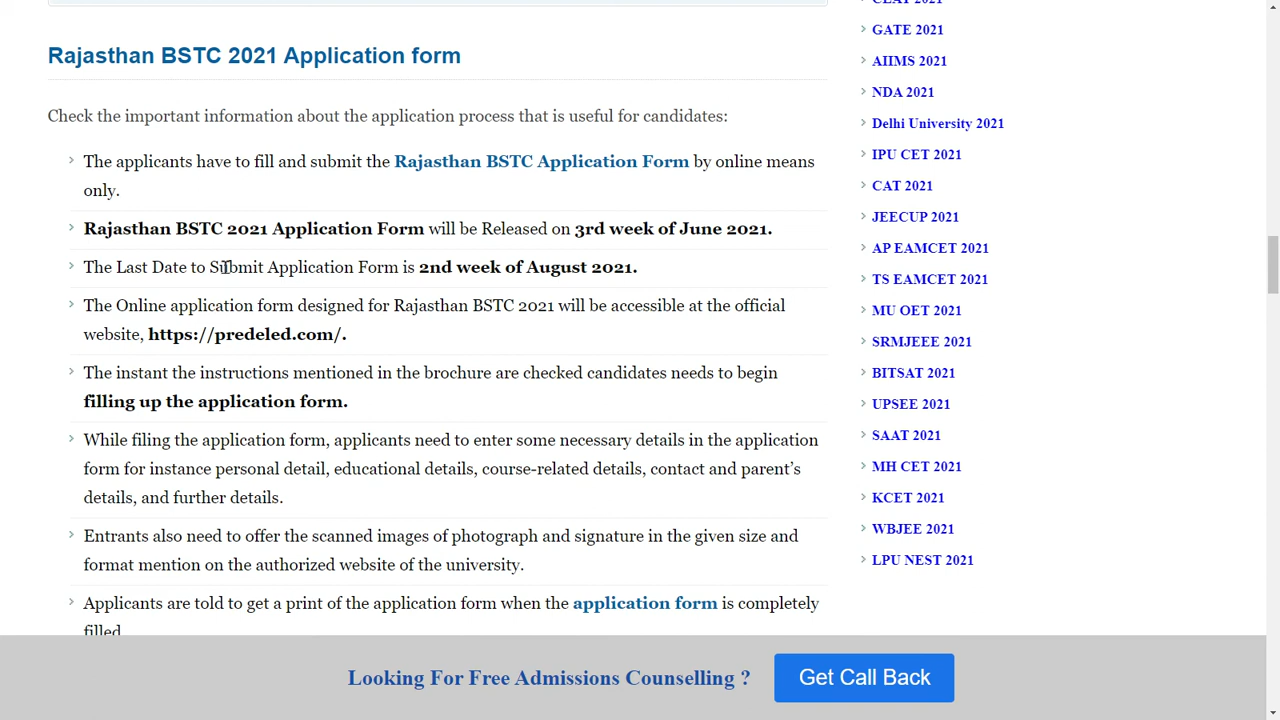 CLAT 2021
Rajasthan BSTC 2021 Application form
Check the important information about the application process that is useful for candidates:
The applicants have to fill and submit the Rajasthan BSTC Application Form by online means
only.
Rajasthan BSTC 2021 Application Form will be Released on 3rd week of June 2021.
The Last Date to Submit Application Form is 2nd week of August 2021.
The Online application form designed for Rajasthan BSTC 2021 will be accessible at the official
website, https://predeled.com/.
The instant the instructions mentioned in the brochure are checked candidates needs to begin
filling up the application form.
While filing the application form, applicants need to enter some necessary details in the application
form for instance personal detail, educational details, course-related details, contact and parent's
details, and further details.
Entrants also need to offer the scanned images of photograph and signature in the given size and
format mention on the authorized website of the university.
Applicants are told to get a print of the application form when the application form is completely
filled
GATE 2021
AIIMS 2021
NDA 2021
Delhi University 2021
IPU CET 2021
CAT 2021
JEECUP 2021
AP EAMCET 2021
TS EAMCET 2021
MU OET 2021
SRMJEEE 2021
BITSAT 2021
UPSEE 2021
SAAT 2021
MH CET 2021
KCET 2021
WBJEE 2021
LPU NEST 2021
Looking For Free Admissions Counselling ?
Get Call Back